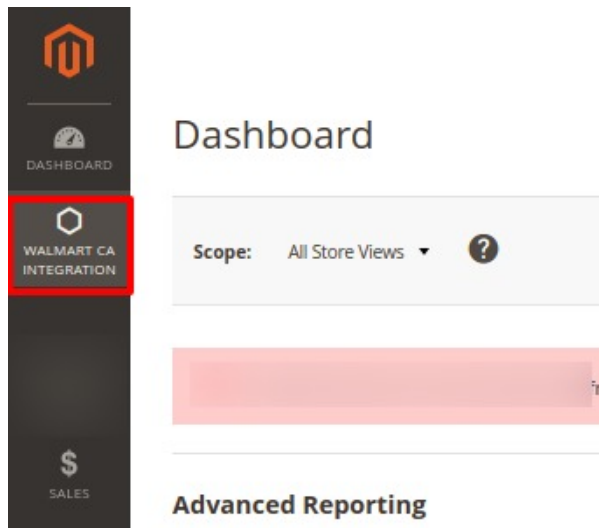 DASHBOARD
WALMART CA
INTEGRATION
SALES
Dashboard
Scope: All Store Views
Advanced Reporting